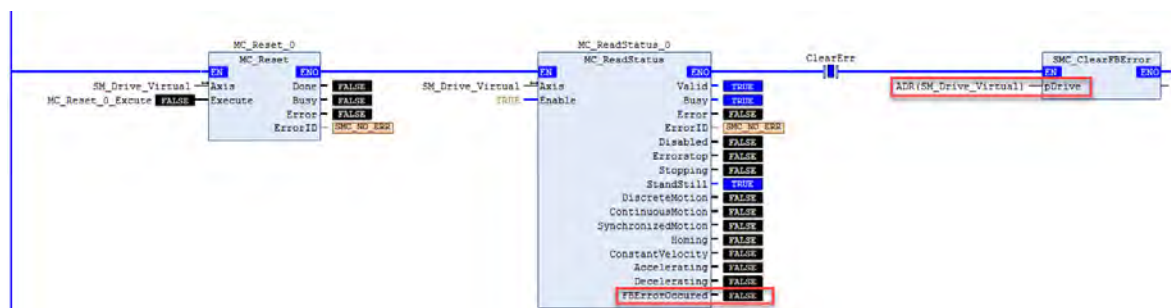 MC_Reset_0
MC_Reset
EN ENO
SM_Drive_Virtual Axis Done FALSE
MC_Reset_0_Excute FALSE Execute Busy FALSE
Error FALSE
ErrorID SMC_NO_ERR
MC_ReadStatus_0
MC_ReadStatus
EN ENO
SM_Drive_Virtual Axis Valid TRUE
TRUE Enable Busy TRUE
Error FALSE
ErrorID SMC_NO_ERR
Disabled FALSE
Errorstop FALSE
Stopping FALSE
StandStill TRUE
DiscreteMotion FALSE
ContinuousMotion FALSE
SynchronizedMotion FALSE
Homing FALSE
ConstantVelocity FALSE
Accelerating FALSE
Decelerating FALSE
FBErrorOccured FALSE
ClearErr
SMC_ClearFBError
EN ENO
ADR(SM_Drive_Virtual) pDrive